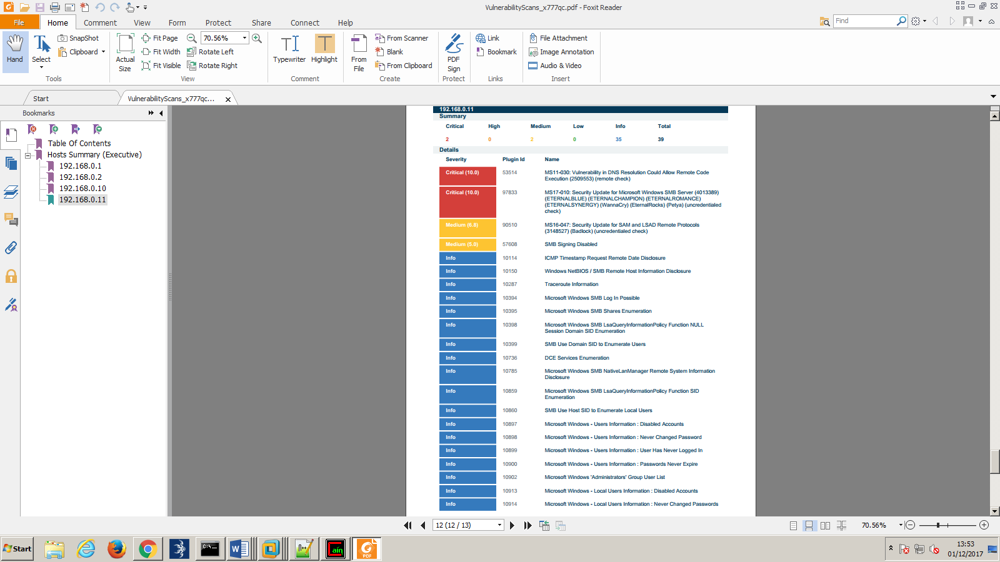 VulnerabilityScans_x777qc.pdf - Foxit Reader
File Home Comment View Form Protect Share Connect Help
Find
Hand
Select
SnapShot
Clipboard
Tools
Actual Size
Fit Page
Fit Width
Fit Visible
70.56%
Rotate Left
Rotate Right
View
Typewriter
Highlight
Comment
From File
From Scanner
Blank
From Clipboard
Create
PDF Sign
Protect
Link
Bookmark
Links
File Attachment
Image Annotation
Audio & Video
Insert
Start
VulnerabilityScans_x777qc...
Bookmarks
Table Of Contents
Hosts Summary (Executive)
192.168.0.1
192.168.0.2
192.168.0.10
192.168.0.11
192.168.0.11
Summary
Critical High Medium Low Info Total
2 0 2 0 35 39
Details
Severity Plugin Id Name
Critical (10.0) 53514 MS11-030: Vulnerability in DNS Resolution Could Allow Remote Code
Execution (2509553) (remote check)
Critical (10.0) 97833 MS17-010: Security Update for Microsoft Windows SMB Server (4013389)
(ETERNALBLUE) (ETERNALCHAMPION) (ETERNALROMANCE)
(ETERNALSYNERGY) (WannaCry) (EternalRocks) (Petya) (uncredentialed
check)
Medium (6.8) 90510 MS16-047: Security Update for SAM and LSAD Remote Protocols
(3148527) (Badlock) (uncredentialed check)
Medium (5.0) 57608 SMB Signing Disabled
Info 10114 ICMP Timestamp Request Remote Date Disclosure
Info 10150 Windows NetBIOS / SMB Remote Host Information Disclosure
Info 10287 Traceroute Information
Info 10394 Microsoft Windows SMB Log In Possible
Info 10395 Microsoft Windows SMB Shares Enumeration
Info 10398 Microsoft Windows SMB LsaQueryInformationPolicy Function NULL
Session Domain SID Enumeration
Info 10399 SMB Use Domain SID to Enumerate Users
Info 10736 DCE Services Enumeration
Info 10785 Microsoft Windows SMB NativeLanManager Remote System Information
Disclosure
Info 10859 Microsoft Windows SMB LsaQueryInformationPolicy Function SID
Enumeration
Info 10860 SMB Use Host SID to Enumerate Local Users
Info 10897 Microsoft Windows - Users Information : Disabled Accounts
Info 10898 Microsoft Windows - Users Information : Never Changed Password
Info 10899 Microsoft Windows - Users Information : User Has Never Logged In
Info 10900 Microsoft Windows - Users Information : Passwords Never Expire
Info 10902 Microsoft Windows 'Administrators' Group User List
Info 10913 Microsoft Windows - Local Users Information : Disabled Accounts
Info 10914 Microsoft Windows - Local Users Information : Never Changed Passwords
12 (12 / 13)
70.56%
Start
C:\
ain
PDF
13:53
01/12/2017